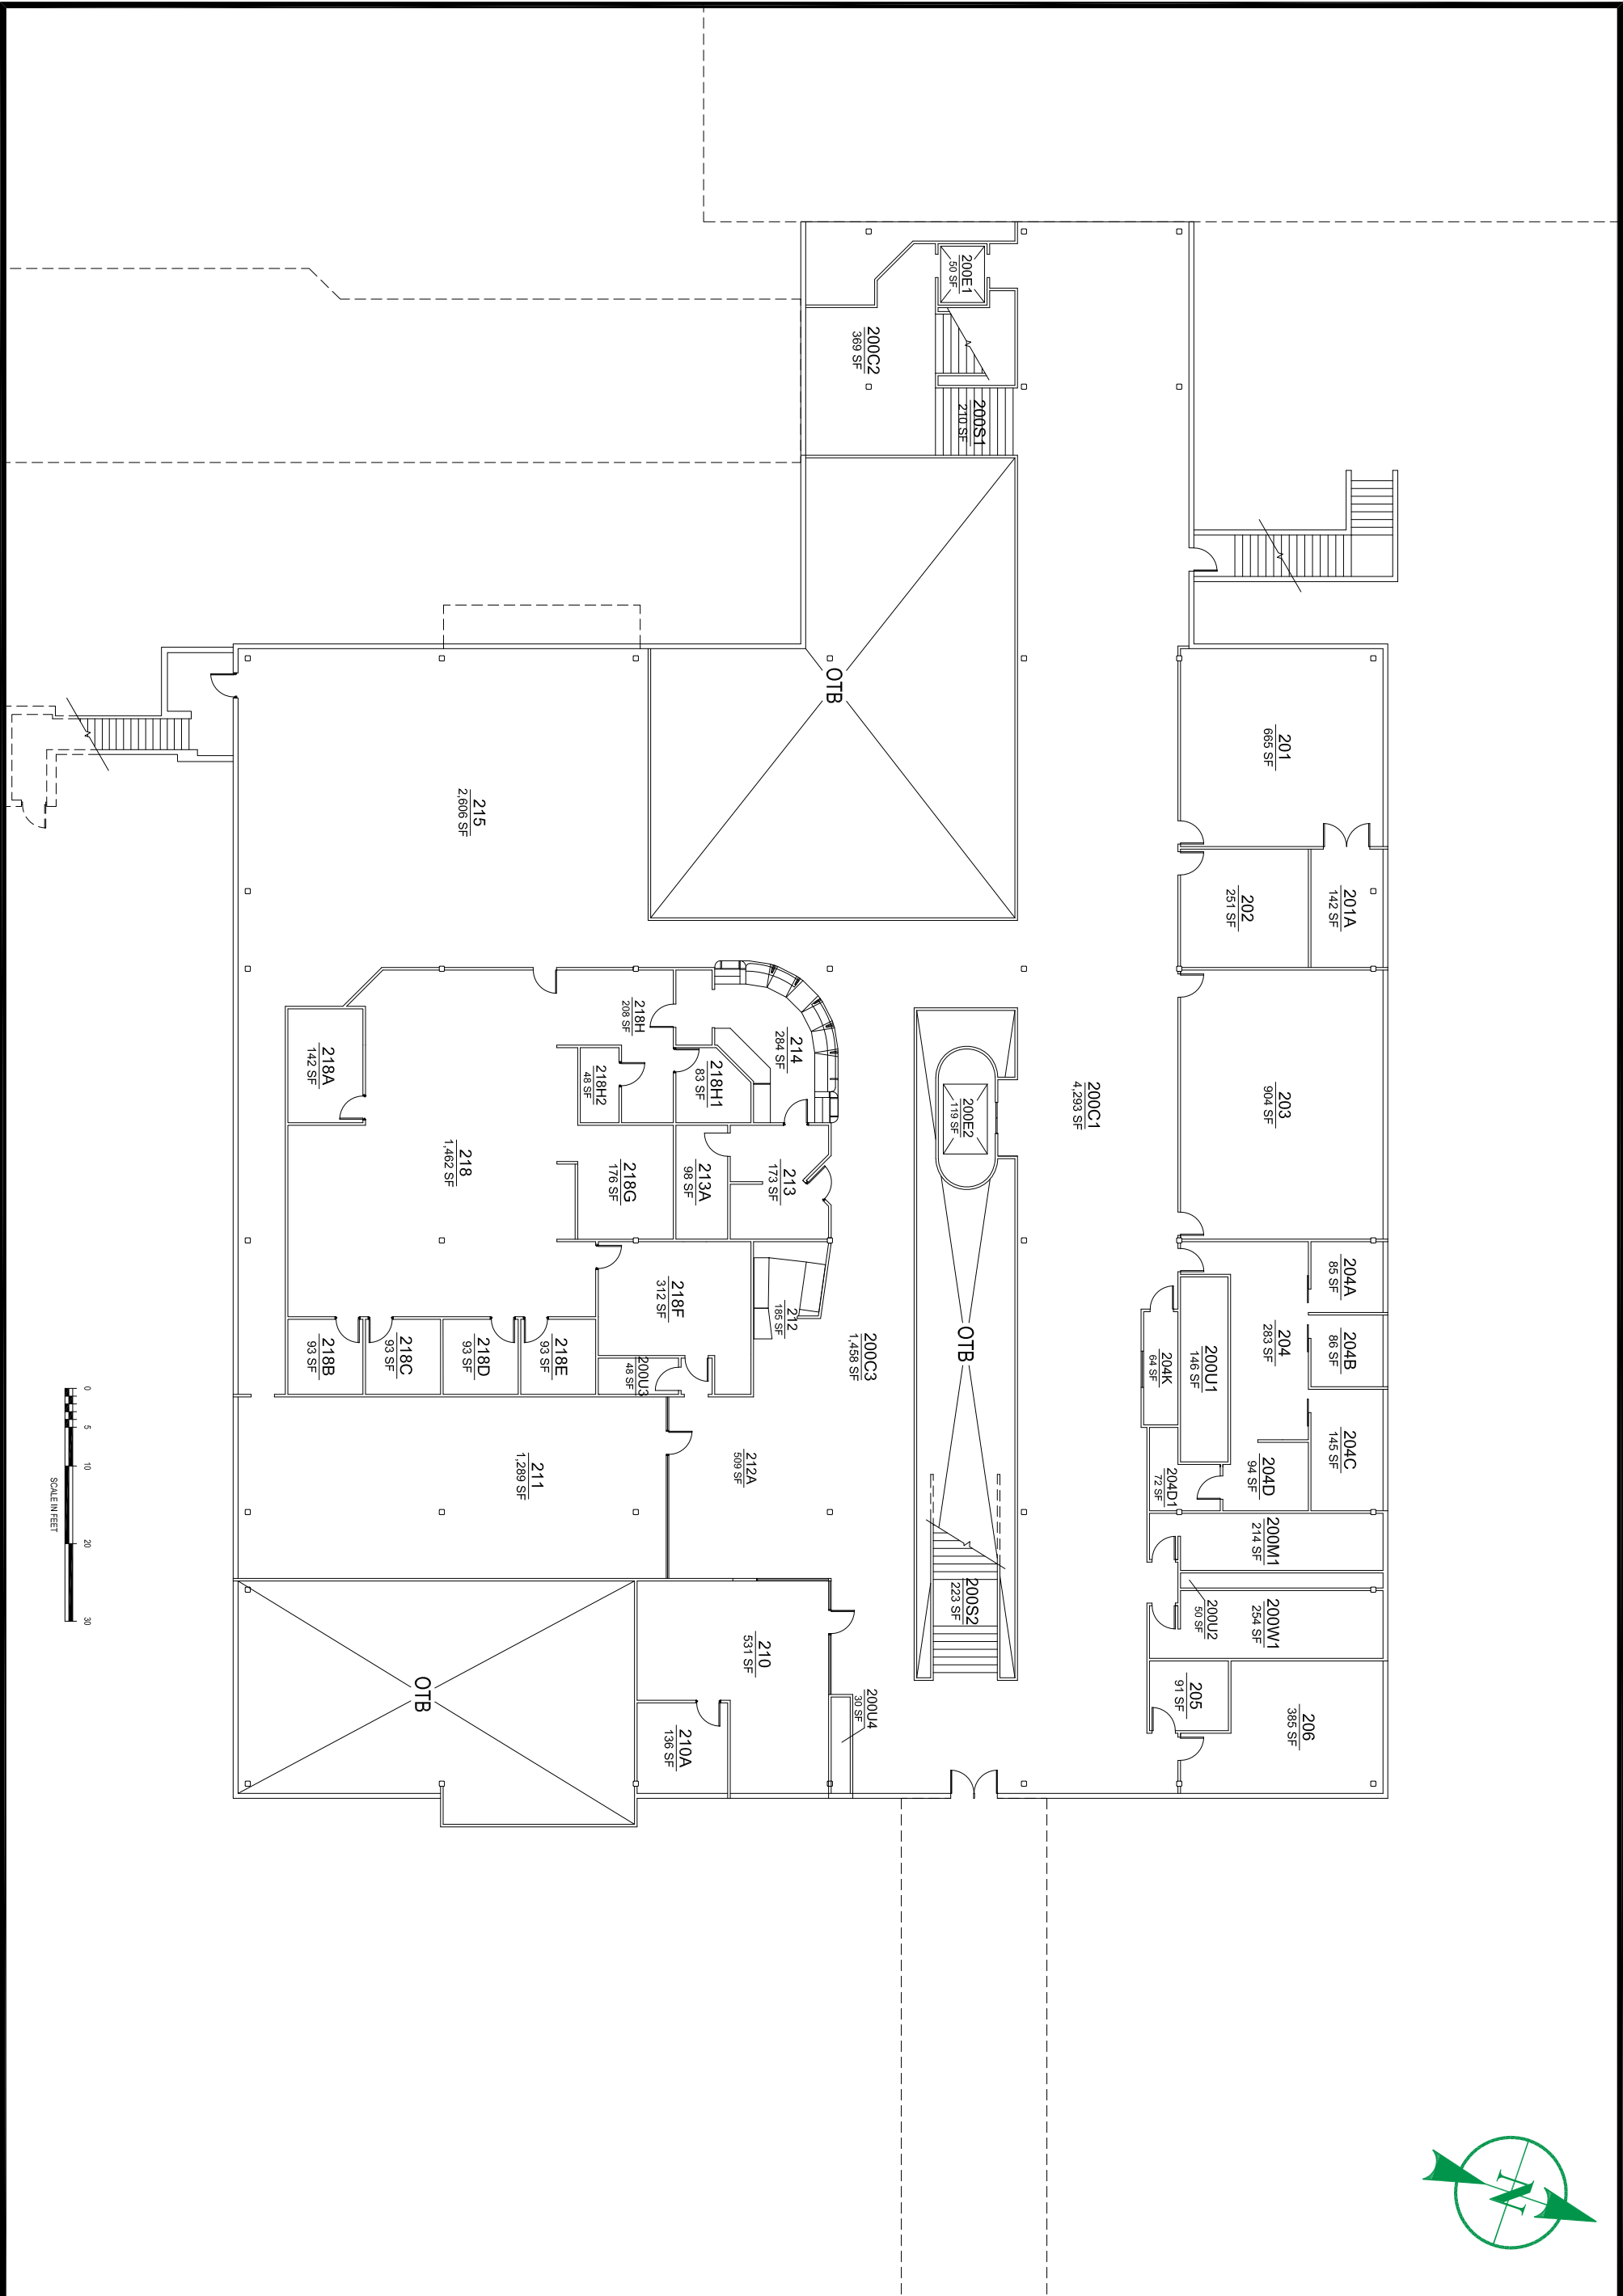 201
665 SF
201A
142 SF
202
251 SF
203
904 SF
204A
85 SF
204B
86 SF
204C
145 SF
204
283 SF
204D
94 SF
200U1
146 SF
204K
64 SF
204D1
72 SF
200M1
214 SF
200W1
254 SF
200U2
50 SF
205
91 SF
206
385 SF
200C1
4,293 SF
200E1
50 SF
200S1
210 SF
200C2
369 SF
OTB
200E2
119 SF
OTB
200S2
223 SF
200C3
1,458 SF
200U4
30 SF
214
284 SF
213
173 SF
212
185 SF
212A
509 SF
210
531 SF
210A
136 SF
218H
208 SF
218H1
83 SF
218H2
48 SF
213A
98 SF
218G
176 SF
218F
312 SF
200U3
48 SF
215
2,606 SF
218
1,462 SF
218A
142 SF
218B
93 SF
218C
93 SF
218D
93 SF
218E
93 SF
211
1,289 SF
OTB
0 5 10 20 30
SCALE IN FEET
N